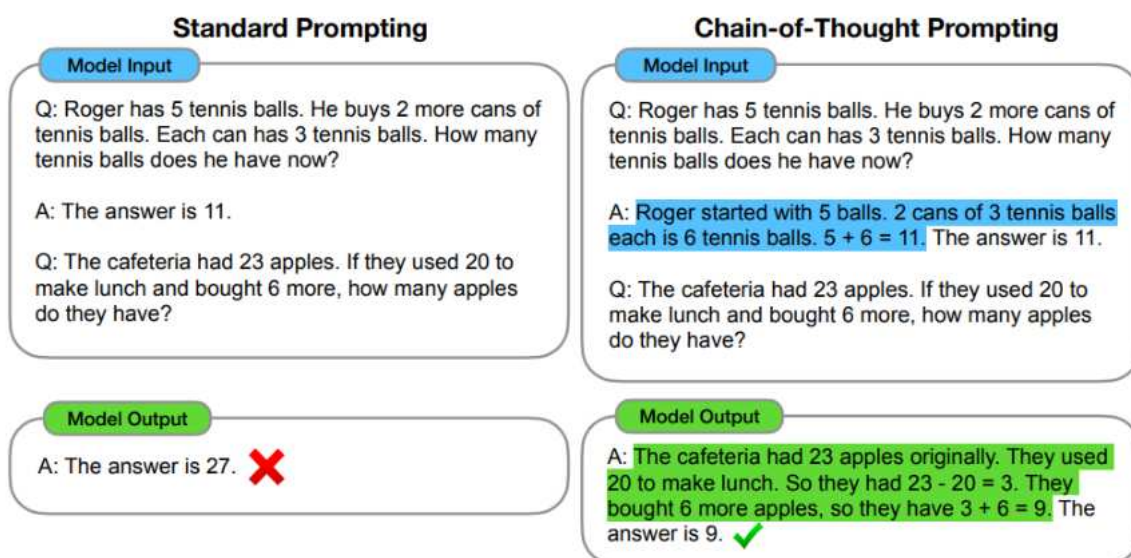 Standard Prompting
Model Input
Q: Roger has 5 tennis balls. He buys 2 more cans of
tennis balls. Each can has 3 tennis balls. How many
tennis balls does he have now?
A: The answer is 11.
Q: The cafeteria had 23 apples. If they used 20 to
make lunch and bought 6 more, how many apples
do they have?
Model Output
A: The answer is 27.
Chain-of-Thought Prompting
Model Input
Q: Roger has 5 tennis balls. He buys 2 more cans of
tennis balls. Each can has 3 tennis balls. How many
tennis balls does he have now?
A: Roger started with 5 balls. 2 cans of 3 tennis balls
each is 6 tennis balls. 5 + 6 = 11. The answer is 11.
Q: The cafeteria had 23 apples. If they used 20 to
make lunch and bought 6 more, how many apples
do they have?
Model Output
A: The cafeteria had 23 apples originally. They used
20 to make lunch. So they had 23 - 20 = 3. They
bought 6 more apples, so they have 3 + 6 = 9. The
answer is 9.